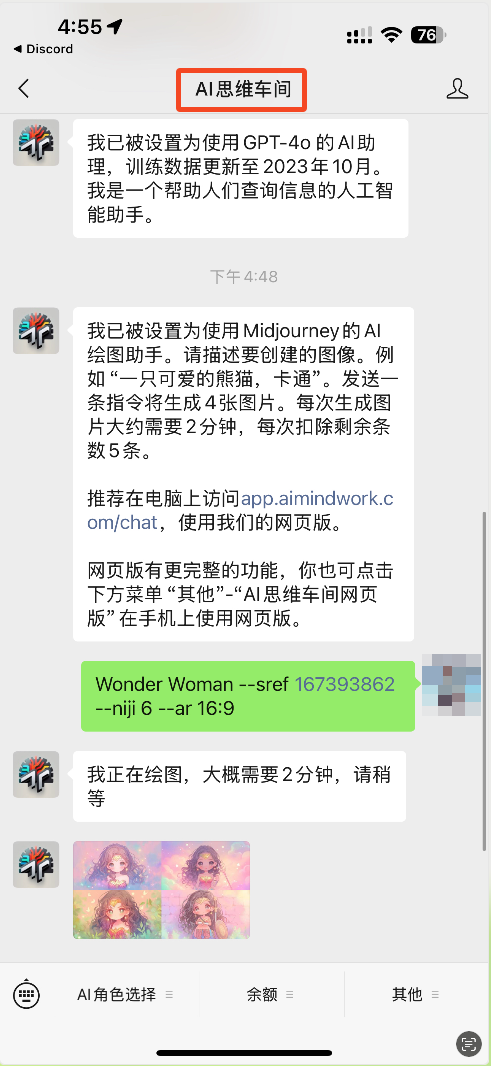 4:55
76
◀ Discord
AI思维车间
我已被设置为使用GPT-4o 的AI助
理，训练数据更新至2023年10月。
我是一个帮助人们查询信息的人工智
能助手。
下午4:48
我已被设置为使用Midjourney的AI
绘图助手。请描述要创建的图像。例
如 “一只可爱的熊猫，卡通”。发送一
条指令将生成4张图片。每次生成图
片大约需要2分钟，每次扣除剩余条
数5条。
推荐在电脑上访问app.aimindwork.c
om/chat，使用我们的网页版。
网页版有更完整的功能，你也可点击
下方菜单 “其他”-“AI思维车间网页
版” 在手机上使用网页版。
Wonder Woman --sref 167393862
--niji 6 --ar 16:9
我正在绘图，大概需要2分钟，请稍
等
AI角色选择
余额
其他